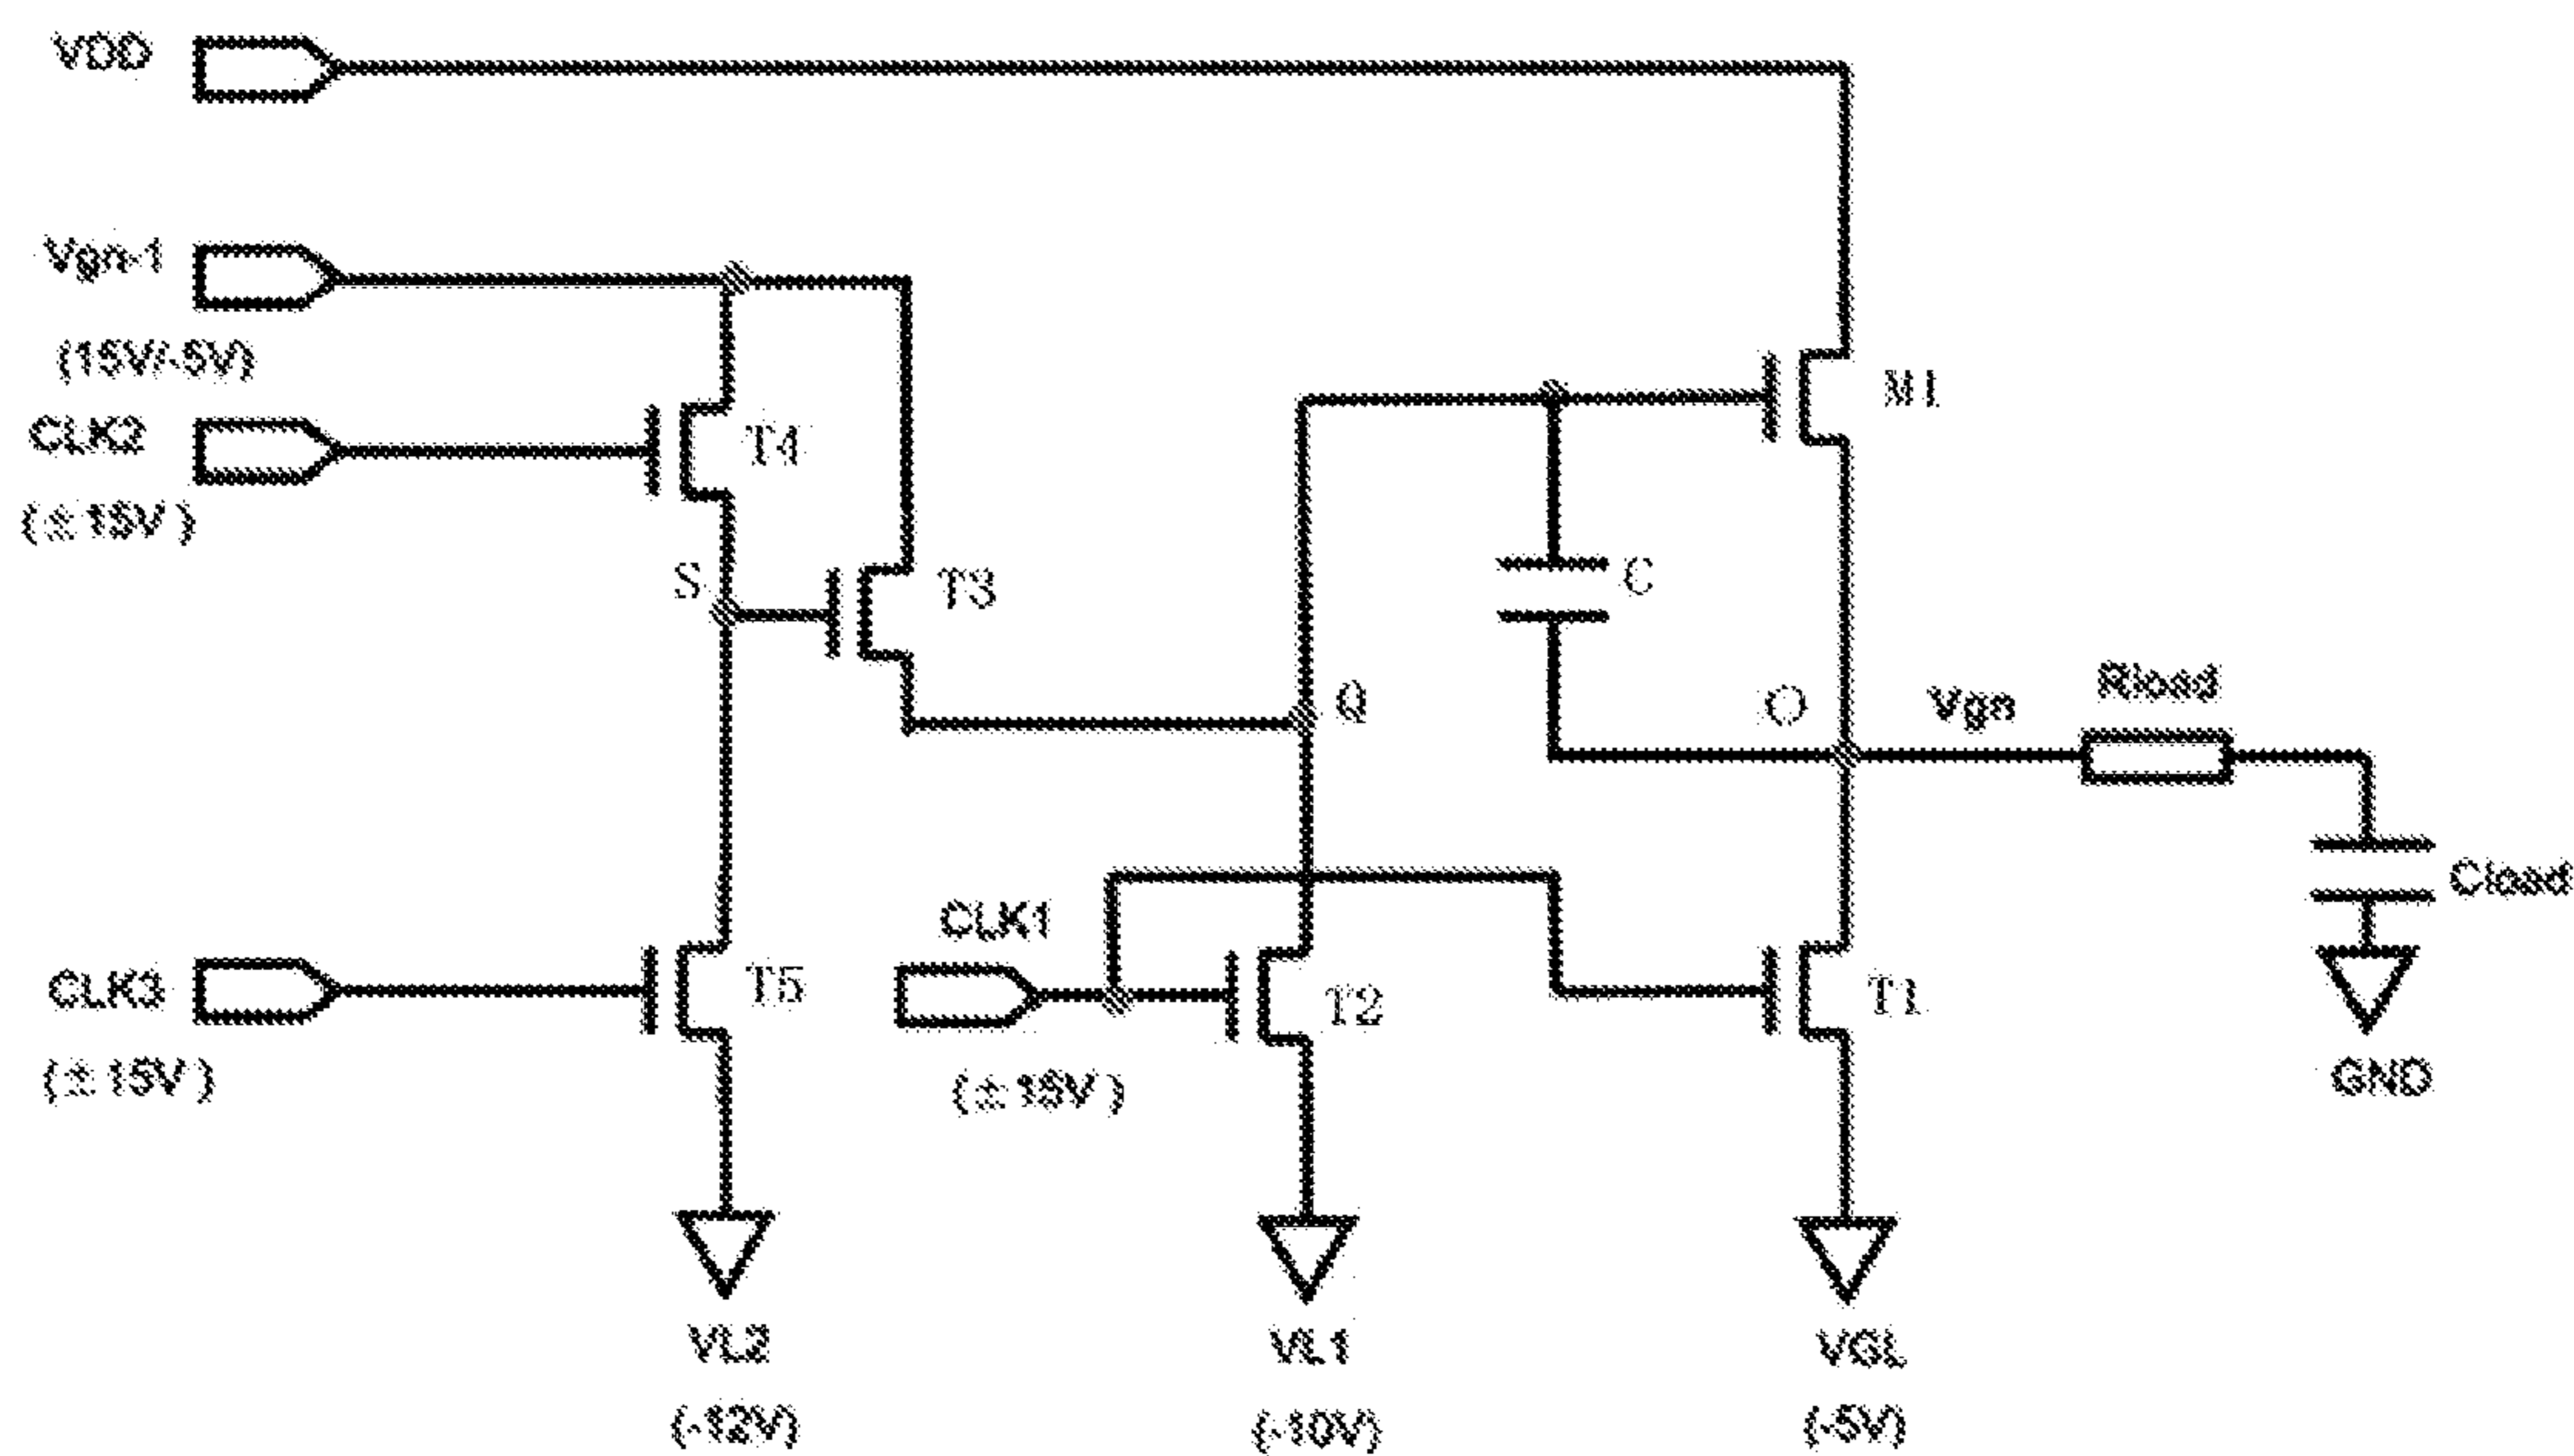 VDD
Vgn-1
(15V/-5V)
CLK2
(±15V)
T4
M1
S
T3
C
Q
O
Vgn
Rload
Cload
GND
CLK3
(±15V)
T5
CLK1
(±15V)
T2
T1
VL2
(-12V)
VL1
(-10V)
VGL
(-5V)